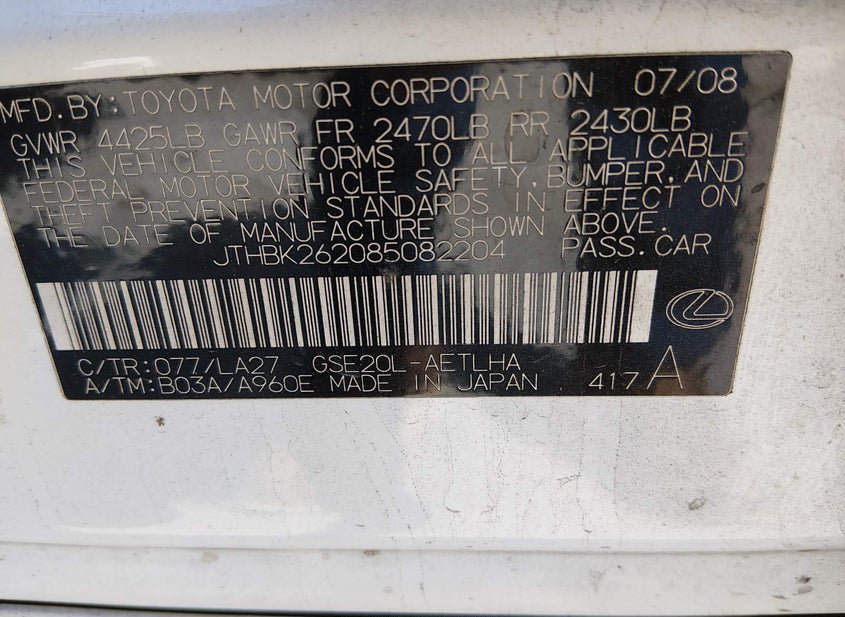 MFD.BY:TOYOTA MOTOR CORPORATION 07/08
GVWR 4425LB GAWR FR 2470LB RR 2430LB
THIS VEHICLE CONFORMS TO ALL APPLICABLE
FEDERAL MOTOR VEHICLE SAFETY,BUMPER,AND
THEFT PREVENTION STANDARDS IN EFFECT ON
THE DATE OF MANUFACTURE SHOWN ABOVE.
JTHBK262085082204 PASS.CAR
C/TR:077/LA27 GSE20L-AETLHA
A/TM:B03A/A960E MADE IN JAPAN 417A